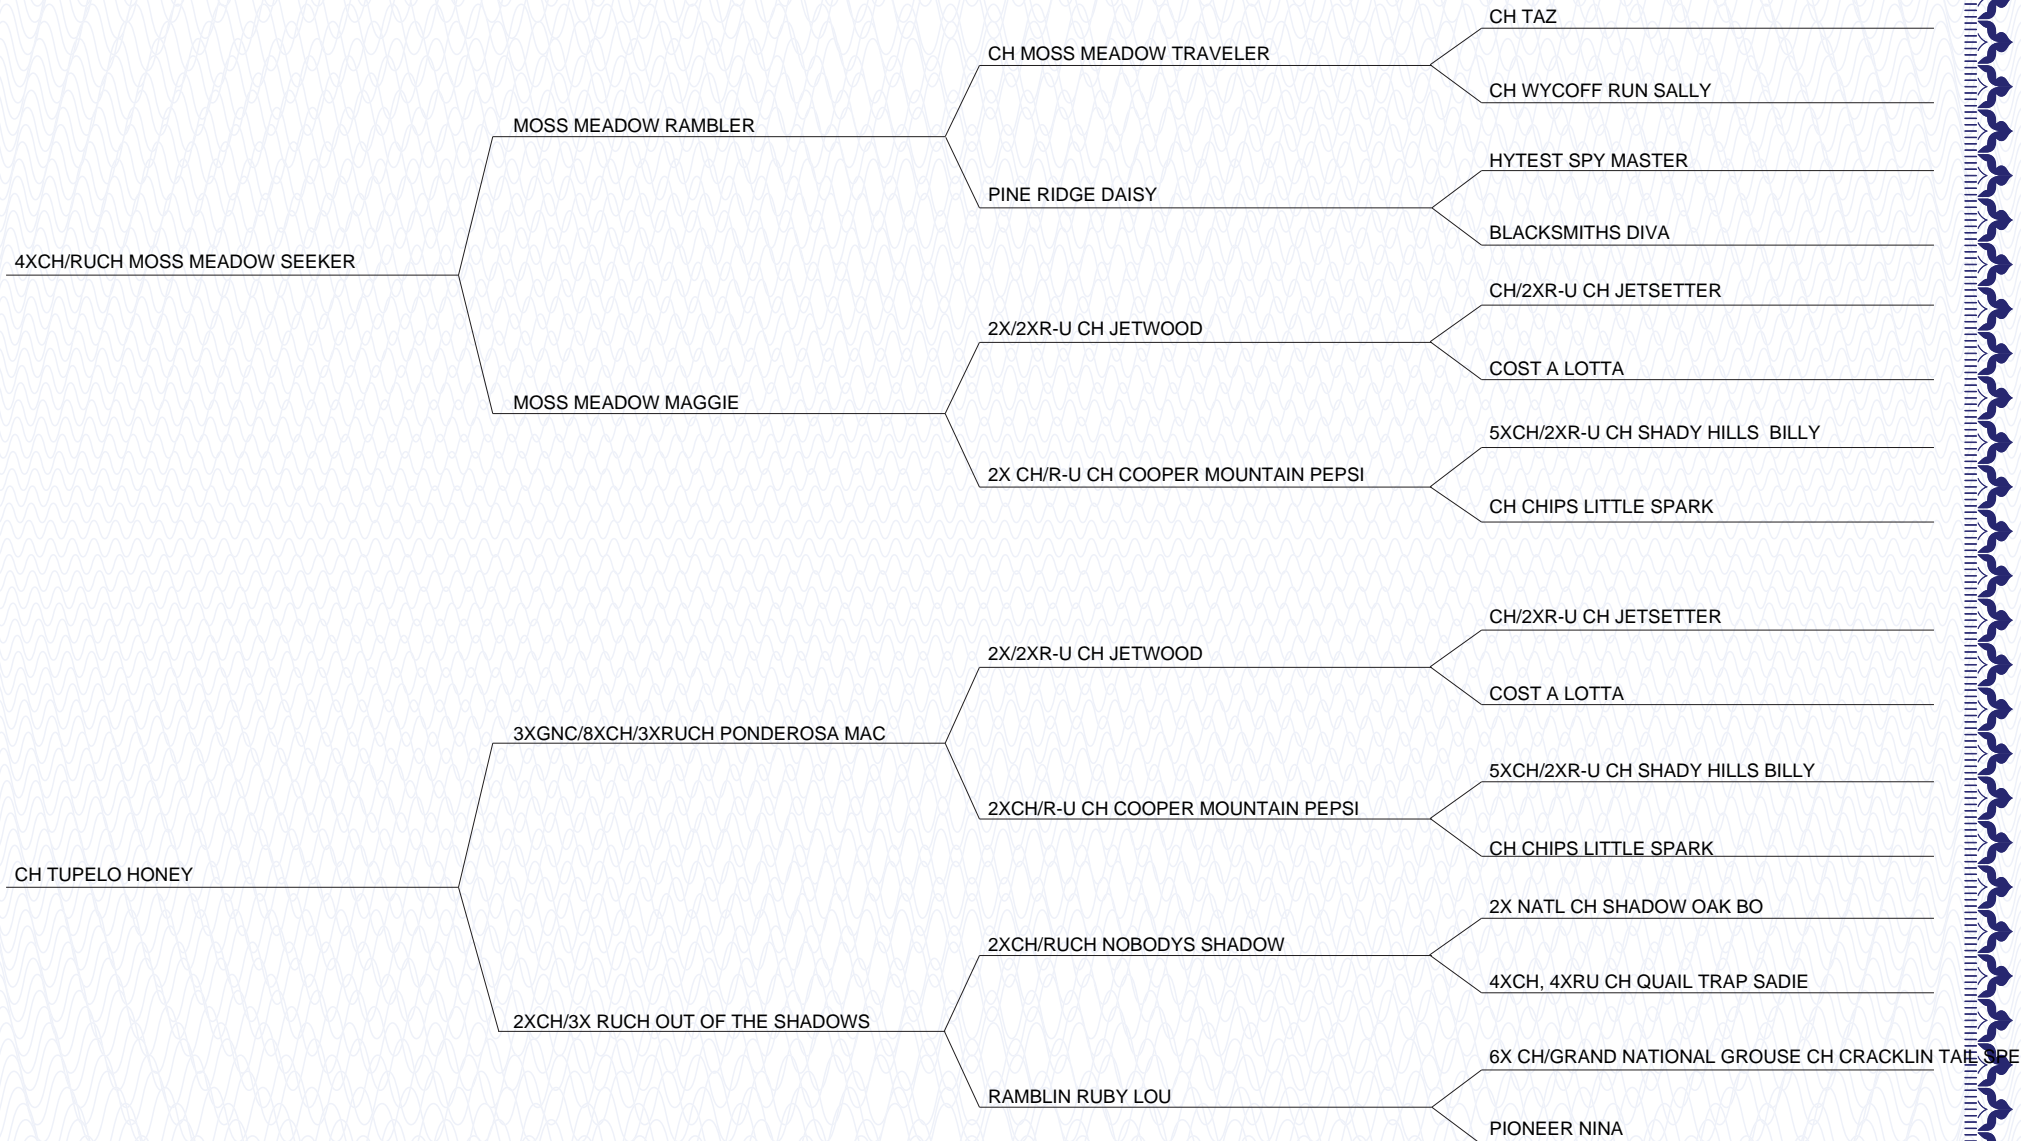 CH TAZ
CH MOSS MEADOW TRAVELER
CH WYCOFF RUN SALLY
MOSS MEADOW RAMBLER
HYTEST SPY MASTER
PINE RIDGE DAISY
BLACKSMITHS DIVA
4XCH/RUCH MOSS MEADOW SEEKER
CH/2XR-U CH JETSETTER
2X/2XR-U CH JETWOOD
COST A LOTTA
MOSS MEADOW MAGGIE
5XCH/2XR-U CH SHADY HILLS  BILLY
2X CH/R-U CH COOPER MOUNTAIN PEPSI
CH CHIPS LITTLE SPARK
CH/2XR-U CH JETSETTER
2X/2XR-U CH JETWOOD
COST A LOTTA
3XGNC/8XCH/3XRUCH PONDEROSA MAC
5XCH/2XR-U CH SHADY HILLS BILLY
2XCH/R-U CH COOPER MOUNTAIN PEPSI
CH CHIPS LITTLE SPARK
CH TUPELO HONEY
2X NATL CH SHADOW OAK BO
2XCH/RUCH NOBODYS SHADOW
4XCH, 4XRU CH QUAIL TRAP SADIE
2XCH/3X RUCH OUT OF THE SHADOWS
6X CH/GRAND NATIONAL GROUSE CH CRACKLIN TAIL SPE
RAMBLIN RUBY LOU
PIONEER NINA